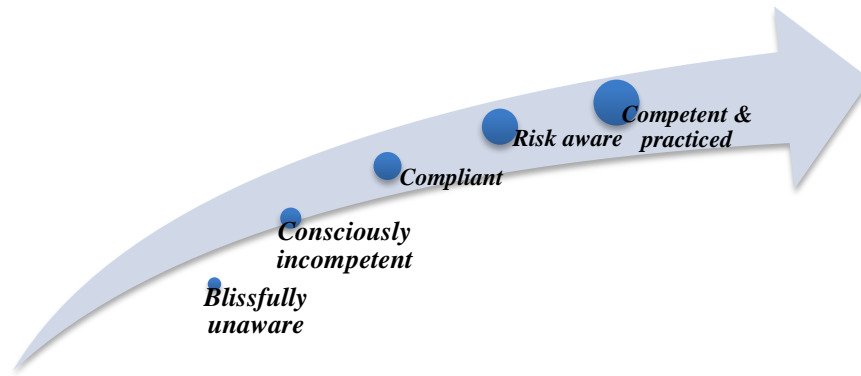 Competent &
practiced
Risk aware
Compliant
Consciously
incompetent
Blissfully
unaware